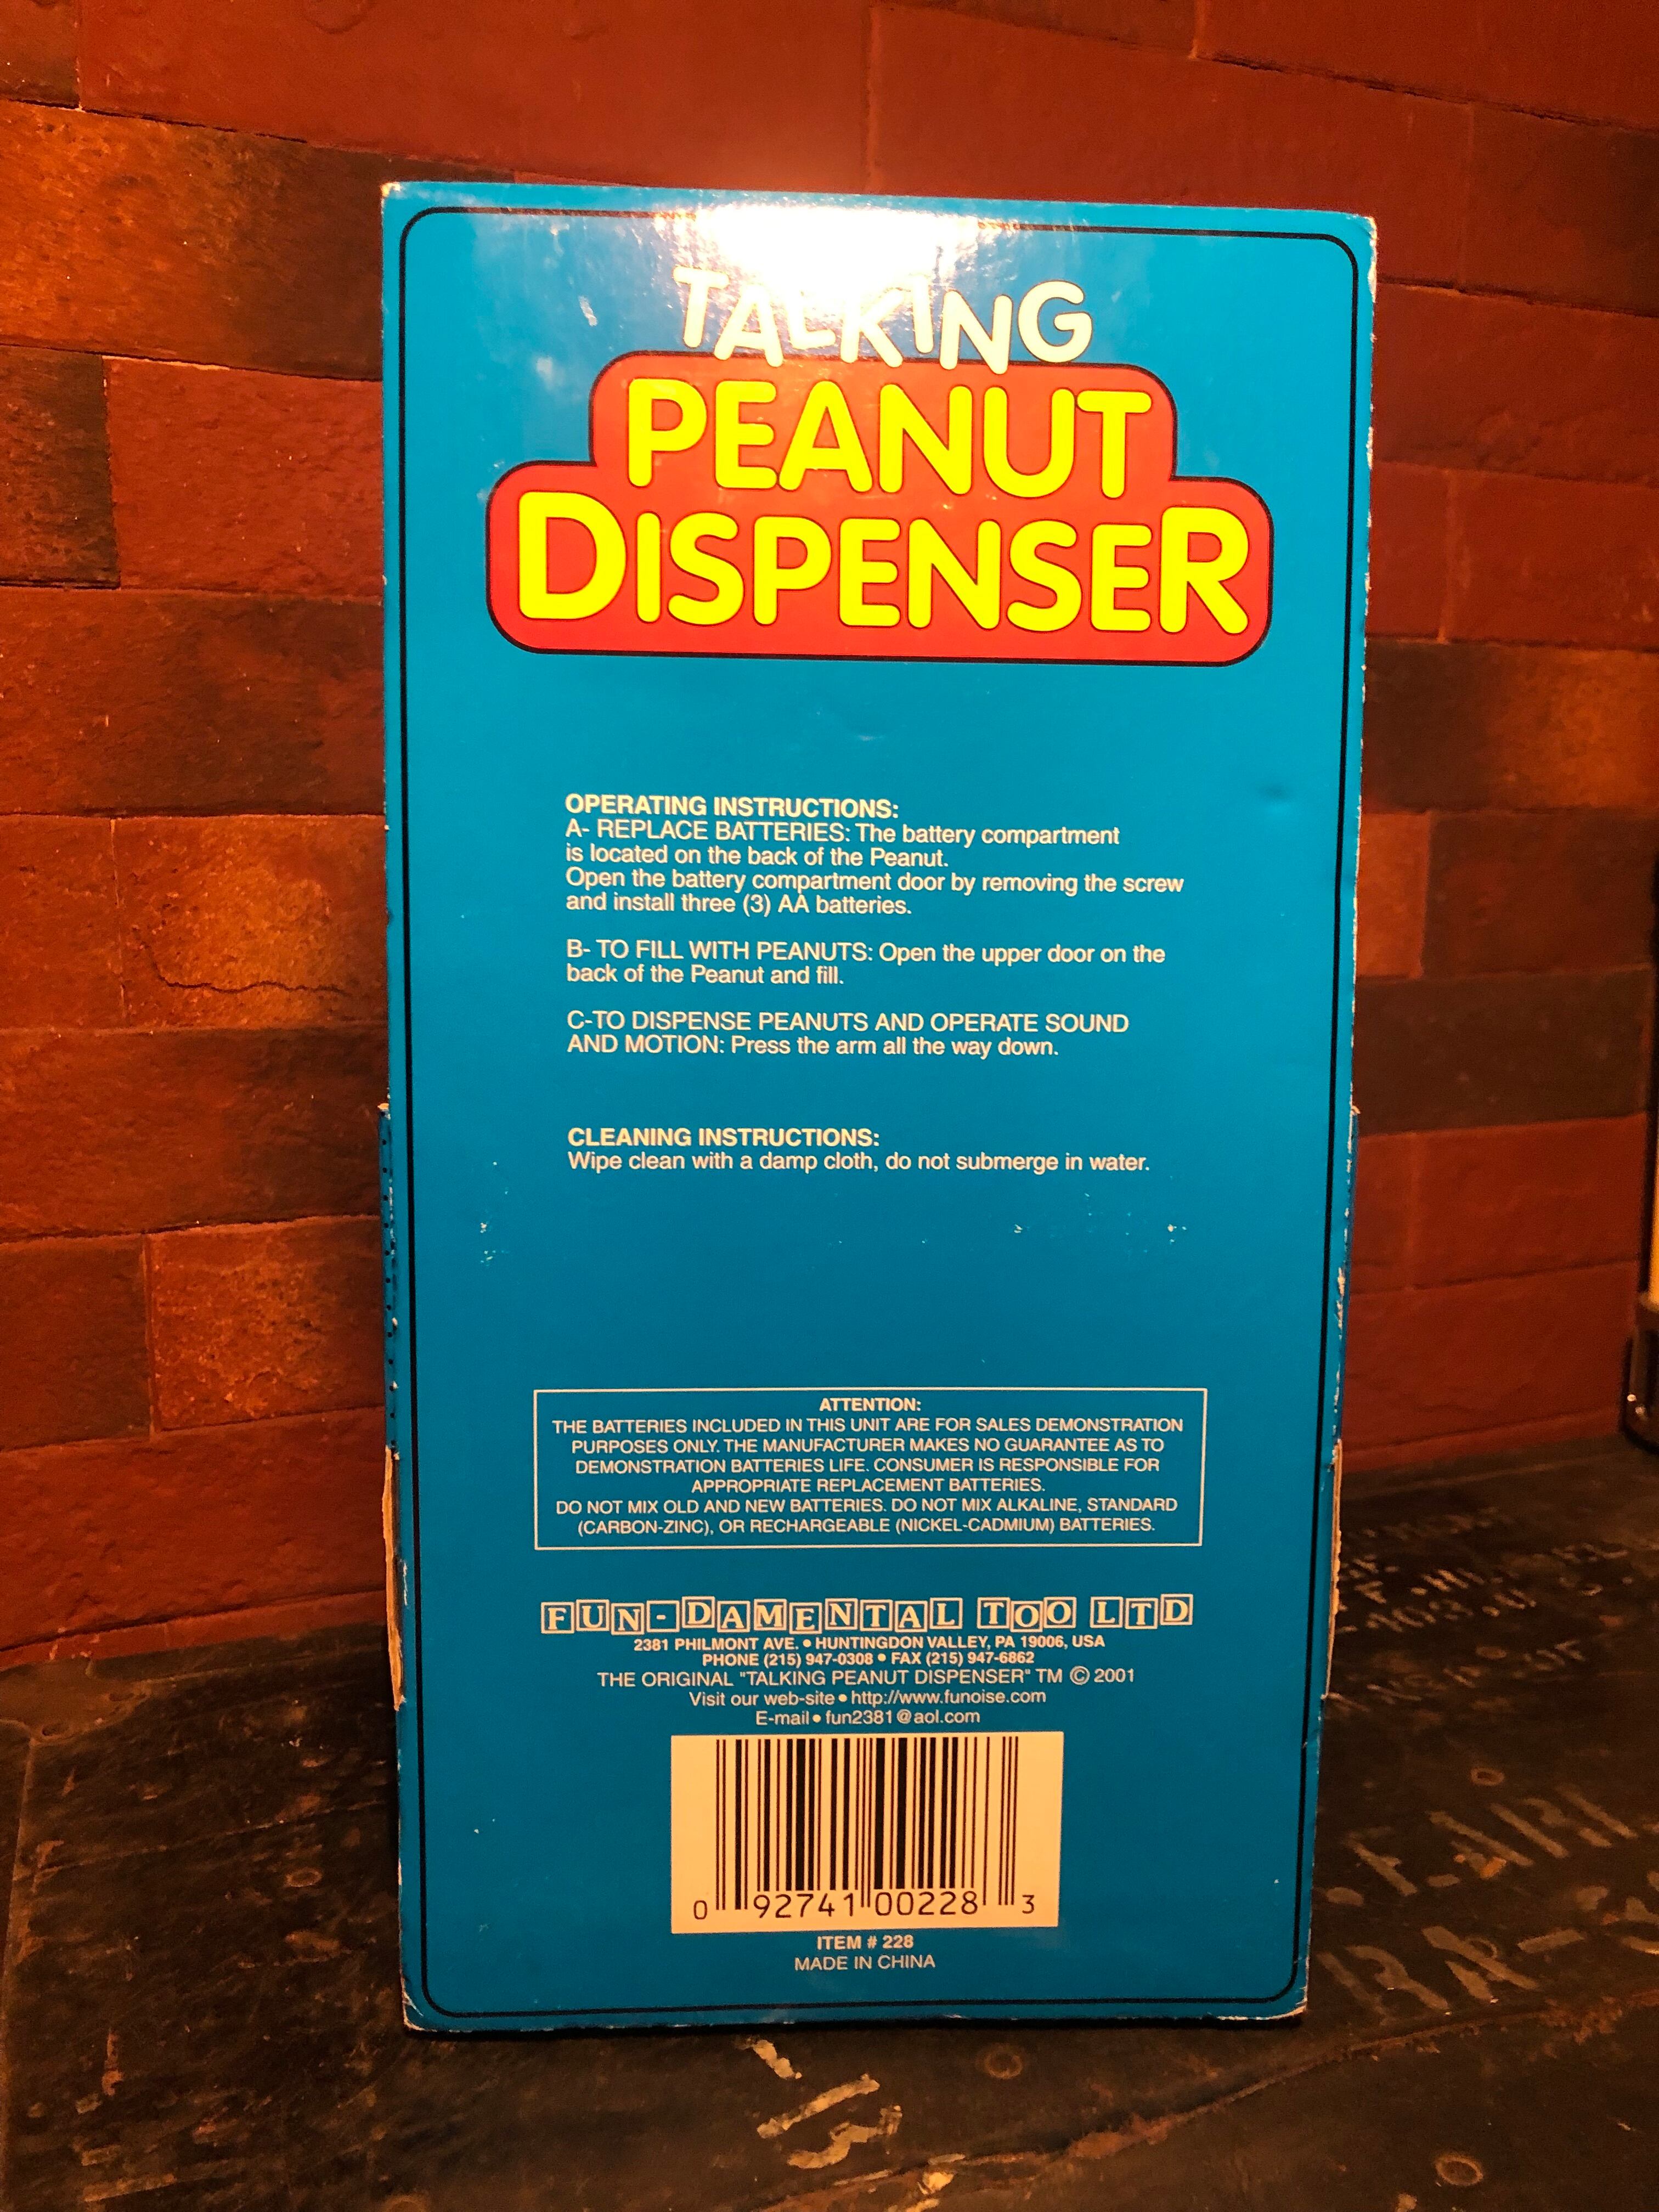 TALKING
PEANUT
DISPENSER
OPERATING INSTRUCTIONS:
A- REPLACE BATTERIES: The battery compartment
is located on the back of the Peanut.
Open the battery compartment door by removing the screw
and install three (3) AA batteries.
B- TO FILL WITH PEANUTS: Open the upper door on the
back of the Peanut and fill.
C-TO DISPENSE PEANUTS AND OPERATE SOUND
AND MOTION: Press the arm all the way down.
CLEANING INSTRUCTIONS:
Wipe clean with a damp cloth, do not submerge in water.
ATTENTION:
THE BATTERIES INCLUDED IN THIS UNIT ARE FOR SALES DEMONSTRATION
PURPOSES ONLY. THE MANUFACTURER MAKES NO GUARANTEE AS TO
DEMONSTRATION BATTERIES LIFE. CONSUMER IS RESPONSIBLE FOR
APPROPRIATE REPLACEMENT BATTERIES.
DO NOT MIX OLD AND NEW BATTERIES. DO NOT MIX ALKALINE, STANDARD
(CARBON-ZINC), OR RECHARGEABLE (NICKEL-CADMIUM) BATTERIES.
FUN-DAMENTAL TOO LTD
2381 PHILMONT AVE. • HUNTINGDON VALLEY, PA 19006, USA
PHONE (215) 947-0308 • FAX (215) 947-6862
THE ORIGINAL "TALKING PEANUT DISPENSER" TM © 2001
Visit our web-site • http://www.funoise.com
E-mail • fun2381@aol.com
0 92741 00228 3
ITEM # 228
MADE IN CHINA